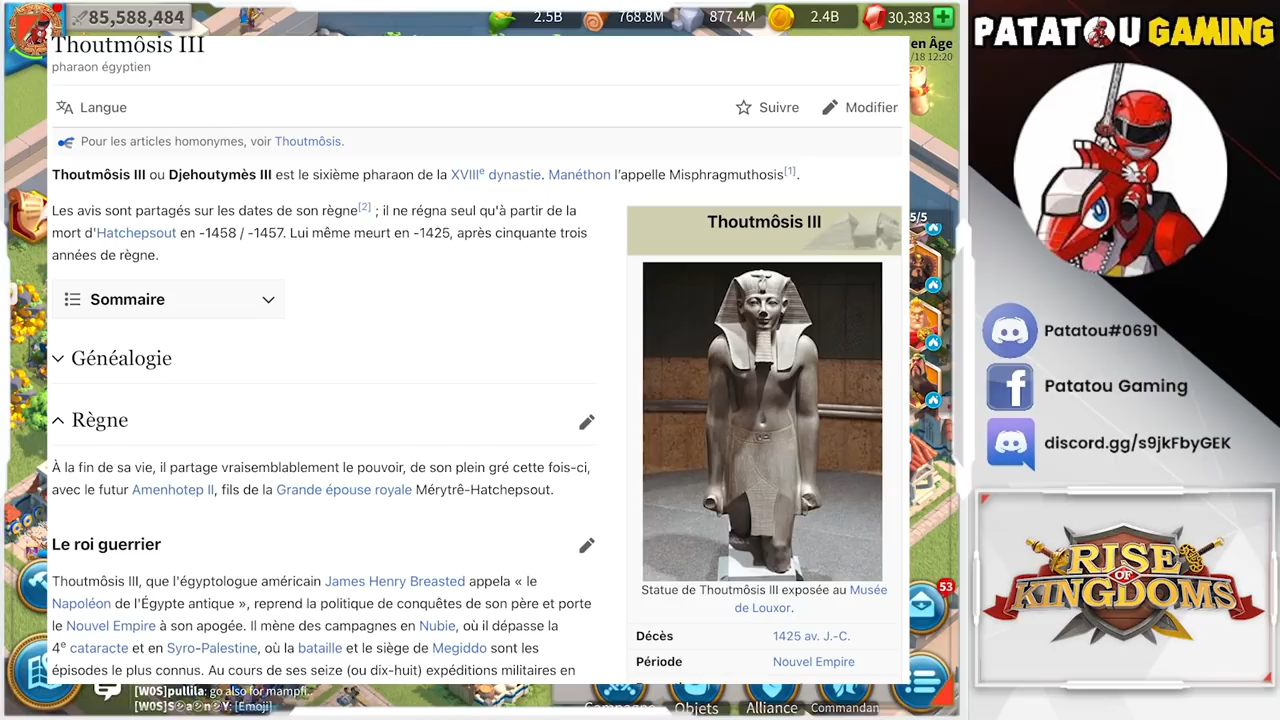 85,588,484
2.5B
768.8M
877.4M
2.4B
30,383
en Âge
/18 12:20
Thoutmôsis III
pharaon égyptien
Langue
Suivre
Modifier
Pour les articles homonymes, voir Thoutmôsis.
Thoutmôsis III ou Djehoutymès III est le sixième pharaon de la XVIIIe dynastie. Manéthon l'appelle Misphragmuthosis[1].
Les avis sont partagés sur les dates de son règne[2] ; il ne régna seul qu'à partir de la
mort d'Hatchepsout en -1458 / -1457. Lui même meurt en -1425, après cinquante trois
années de règne.
Sommaire
Généalogie
Règne
À la fin de sa vie, il partage vraisemblablement le pouvoir, de son plein gré cette fois-ci,
avec le futur Amenhotep II, fils de la Grande épouse royale Mérytrê-Hatchepsout.
Le roi guerrier
Thoutmôsis III, que l'égyptologue américain James Henry Breasted appela « le
Napoléon de l'Égypte antique », reprend la politique de conquêtes de son père et porte
le Nouvel Empire à son apogée. Il mène des campagnes en Nubie, où il dépasse la
4e cataracte et en Syro-Palestine, où la bataille et le siège de Megiddo sont les
épisodes le plus connus. Au cours de ses seize (ou dix-huit) expéditions militaires en
Thoutmôsis III
Statue de Thoutmôsis III exposée au Musée
de Louxor.
Décès
1425 av. J.-C.
Période
Nouvel Empire
5/5
53
[W0S]pullila: go also for mampfi..
[Emoji]
Campagne
Objets
Alliance
Commandan
PATATOU GAMING
Patatou#0691
Patatou Gaming
discord.gg/s9jkFbyGEK
RISE
OF
KINGDOMS